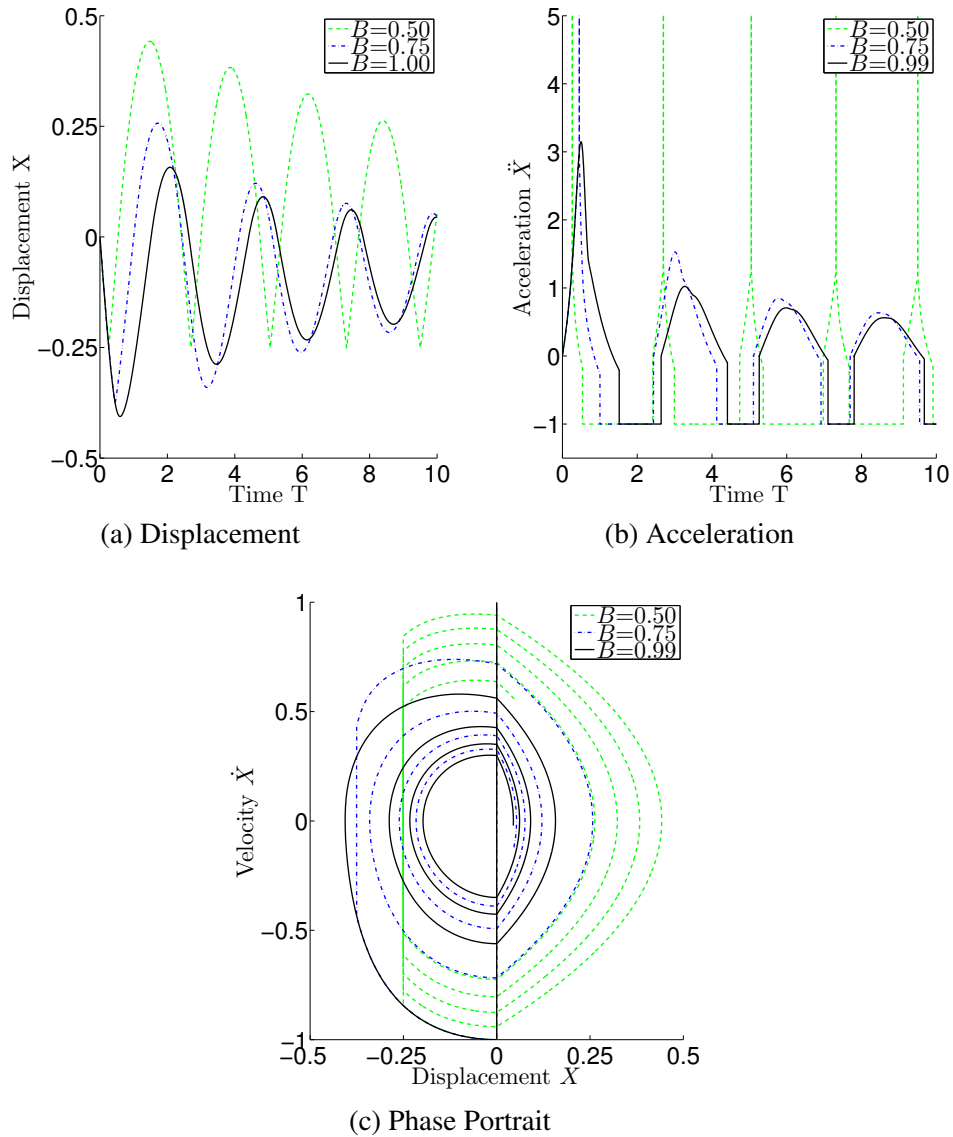 0.5
0.25
0
−0.25
−0.5
Displacement X
0
2
4
6
8
10
Time T
B=0.50
B=0.75
B=1.00
(a) Displacement
5
4
3
2
1
0
−1
Acceleration Ẍ
0
2
4
6
8
10
Time T
B=0.50
B=0.75
B=0.99
(b) Acceleration
1
0.5
0
−0.5
−1
Velocity Ẋ
−0.5
−0.25
0
0.25
0.5
Displacement X
B=0.50
B=0.75
B=0.99
(c) Phase Portrait